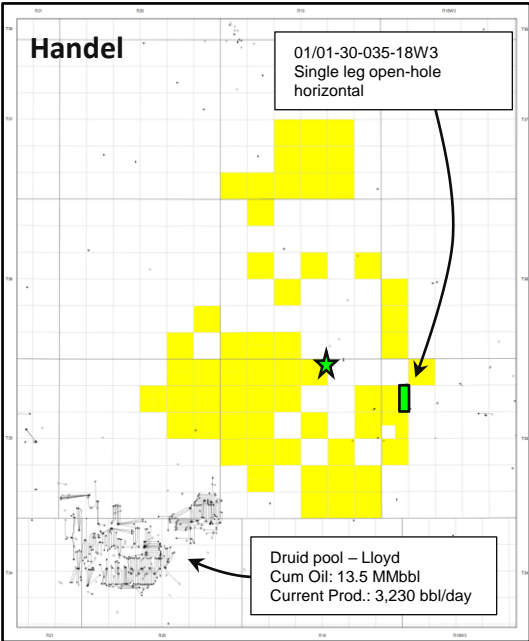 Handel
01/01-30-035-18W3
Single leg open-hole
horizontal
Druid pool – Lloyd
Cum Oil: 13.5 MMbbl
Current Prod.: 3,230 bbl/day